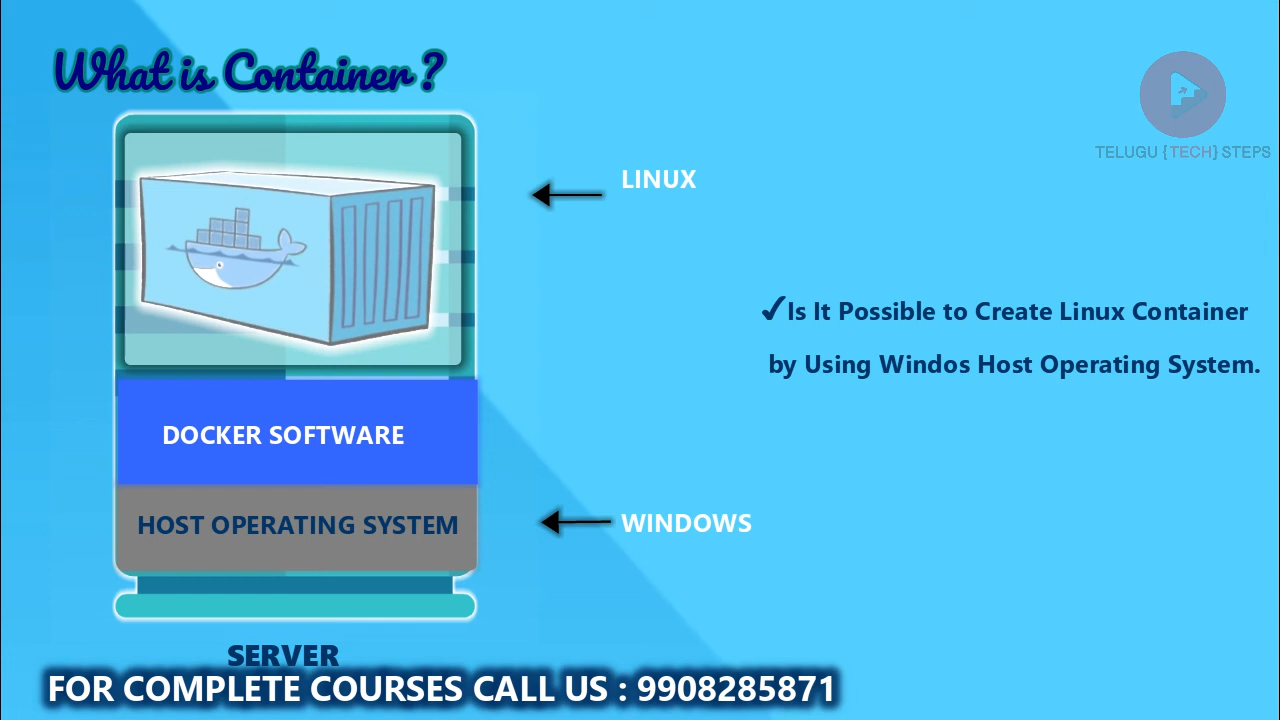 What is Container ?
TELUGU {TECH} STEPS
LINUX
✓Is It Possible to Create Linux Container
by Using Windos Host Operating System.
DOCKER SOFTWARE
HOST OPERATING SYSTEM
WINDOWS
SERVER
FOR COMPLETE COURSES CALL US : 9908285871